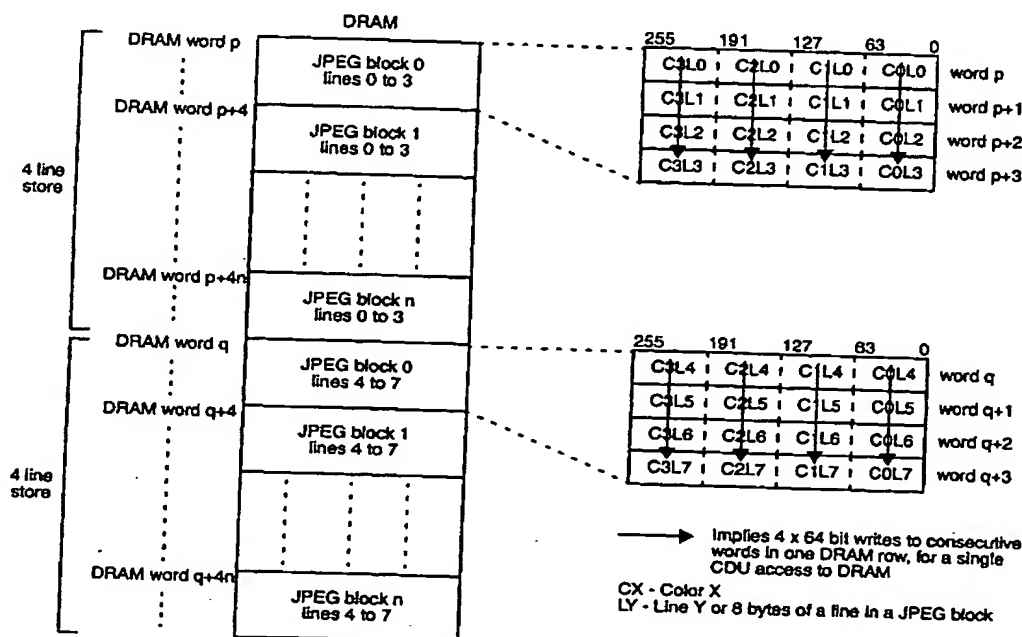 DRAM
DRAM word p
JPEG block 0
lines 0 to 3
DRAM word p+4
JPEG block 1
lines 0 to 3
4 line
store
DRAM word p+4n
JPEG block n
lines 0 to 3
255 191 127 63 0
C3L0 C2L0 C1L0 C0L0 word p
C3L1 C2L1 C1L1 C0L1 word p+1
C3L2 C2L2 C1L2 C0L2 word p+2
C3L3 C2L3 C1L3 C0L3 word p+3
DRAM word q
JPEG block 0
lines 4 to 7
DRAM word q+4
JPEG block 1
lines 4 to 7
4 line
store
DRAM word q+4n
JPEG block n
lines 4 to 7
255 191 127 63 0
C3L4 C2L4 C1L4 C0L4 word q
C3L5 C2L5 C1L5 C0L5 word q+1
C3L6 C2L6 C1L6 C0L6 word q+2
C3L7 C2L7 C1L7 C0L7 word q+3
Implies 4 x 64 bit writes to consecutive
words in one DRAM row, for a single
CDU access to DRAM
CX - Color X
LY - Line Y or 8 bytes of a line in a JPEG block